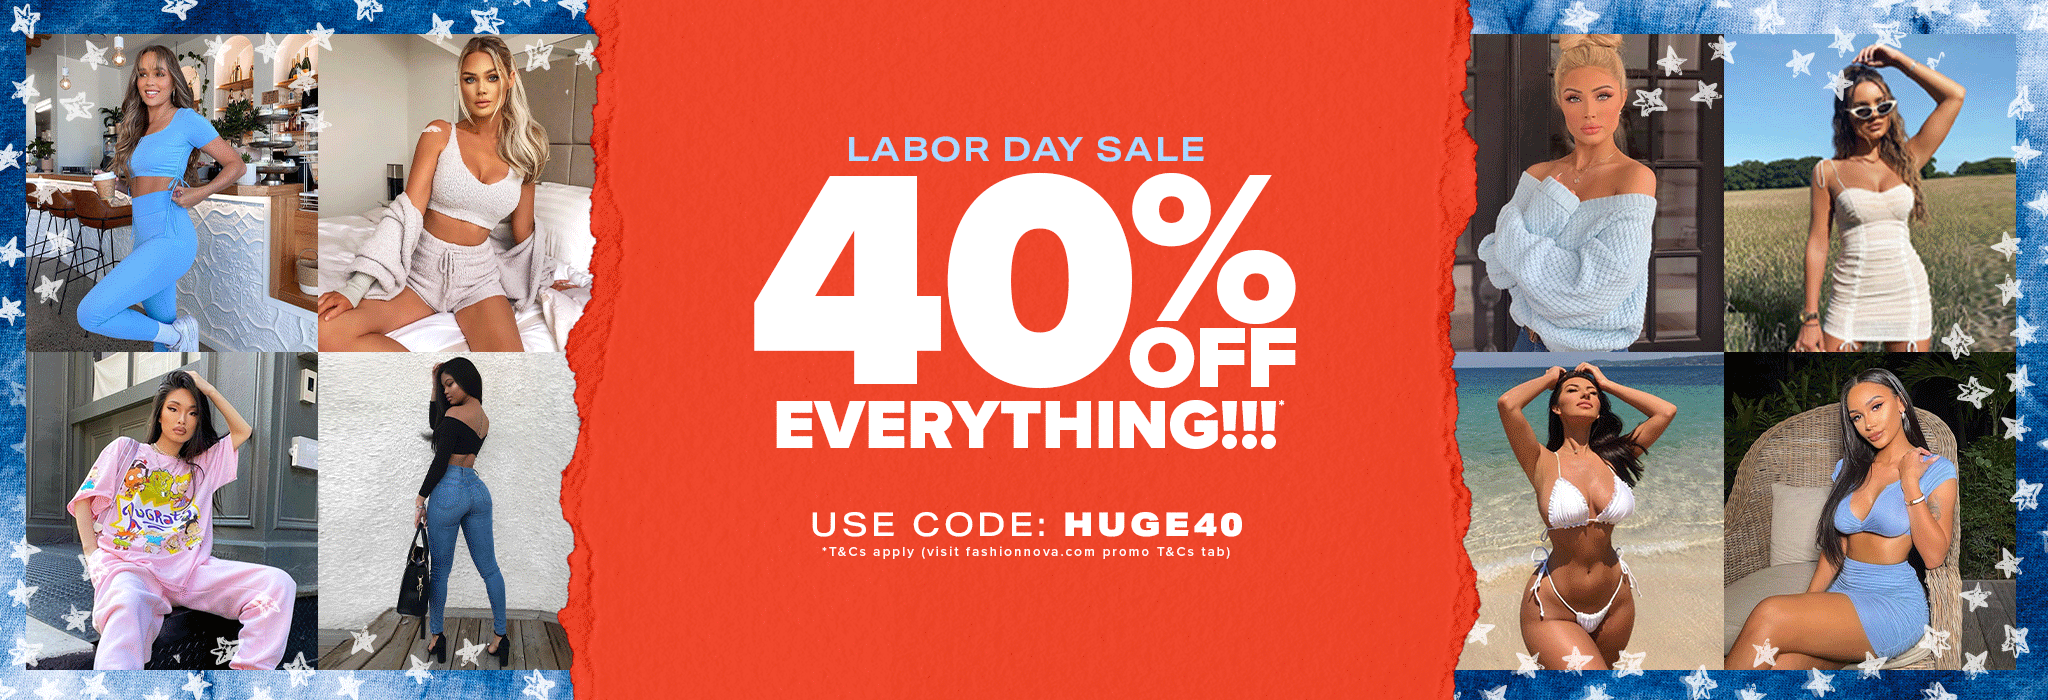 LABOR DAY SALE
40%
OFF
EVERYTHING!!!*
USE CODE: HUGE40
*T&Cs apply (visit fashionnova.com promo T&Cs tab)